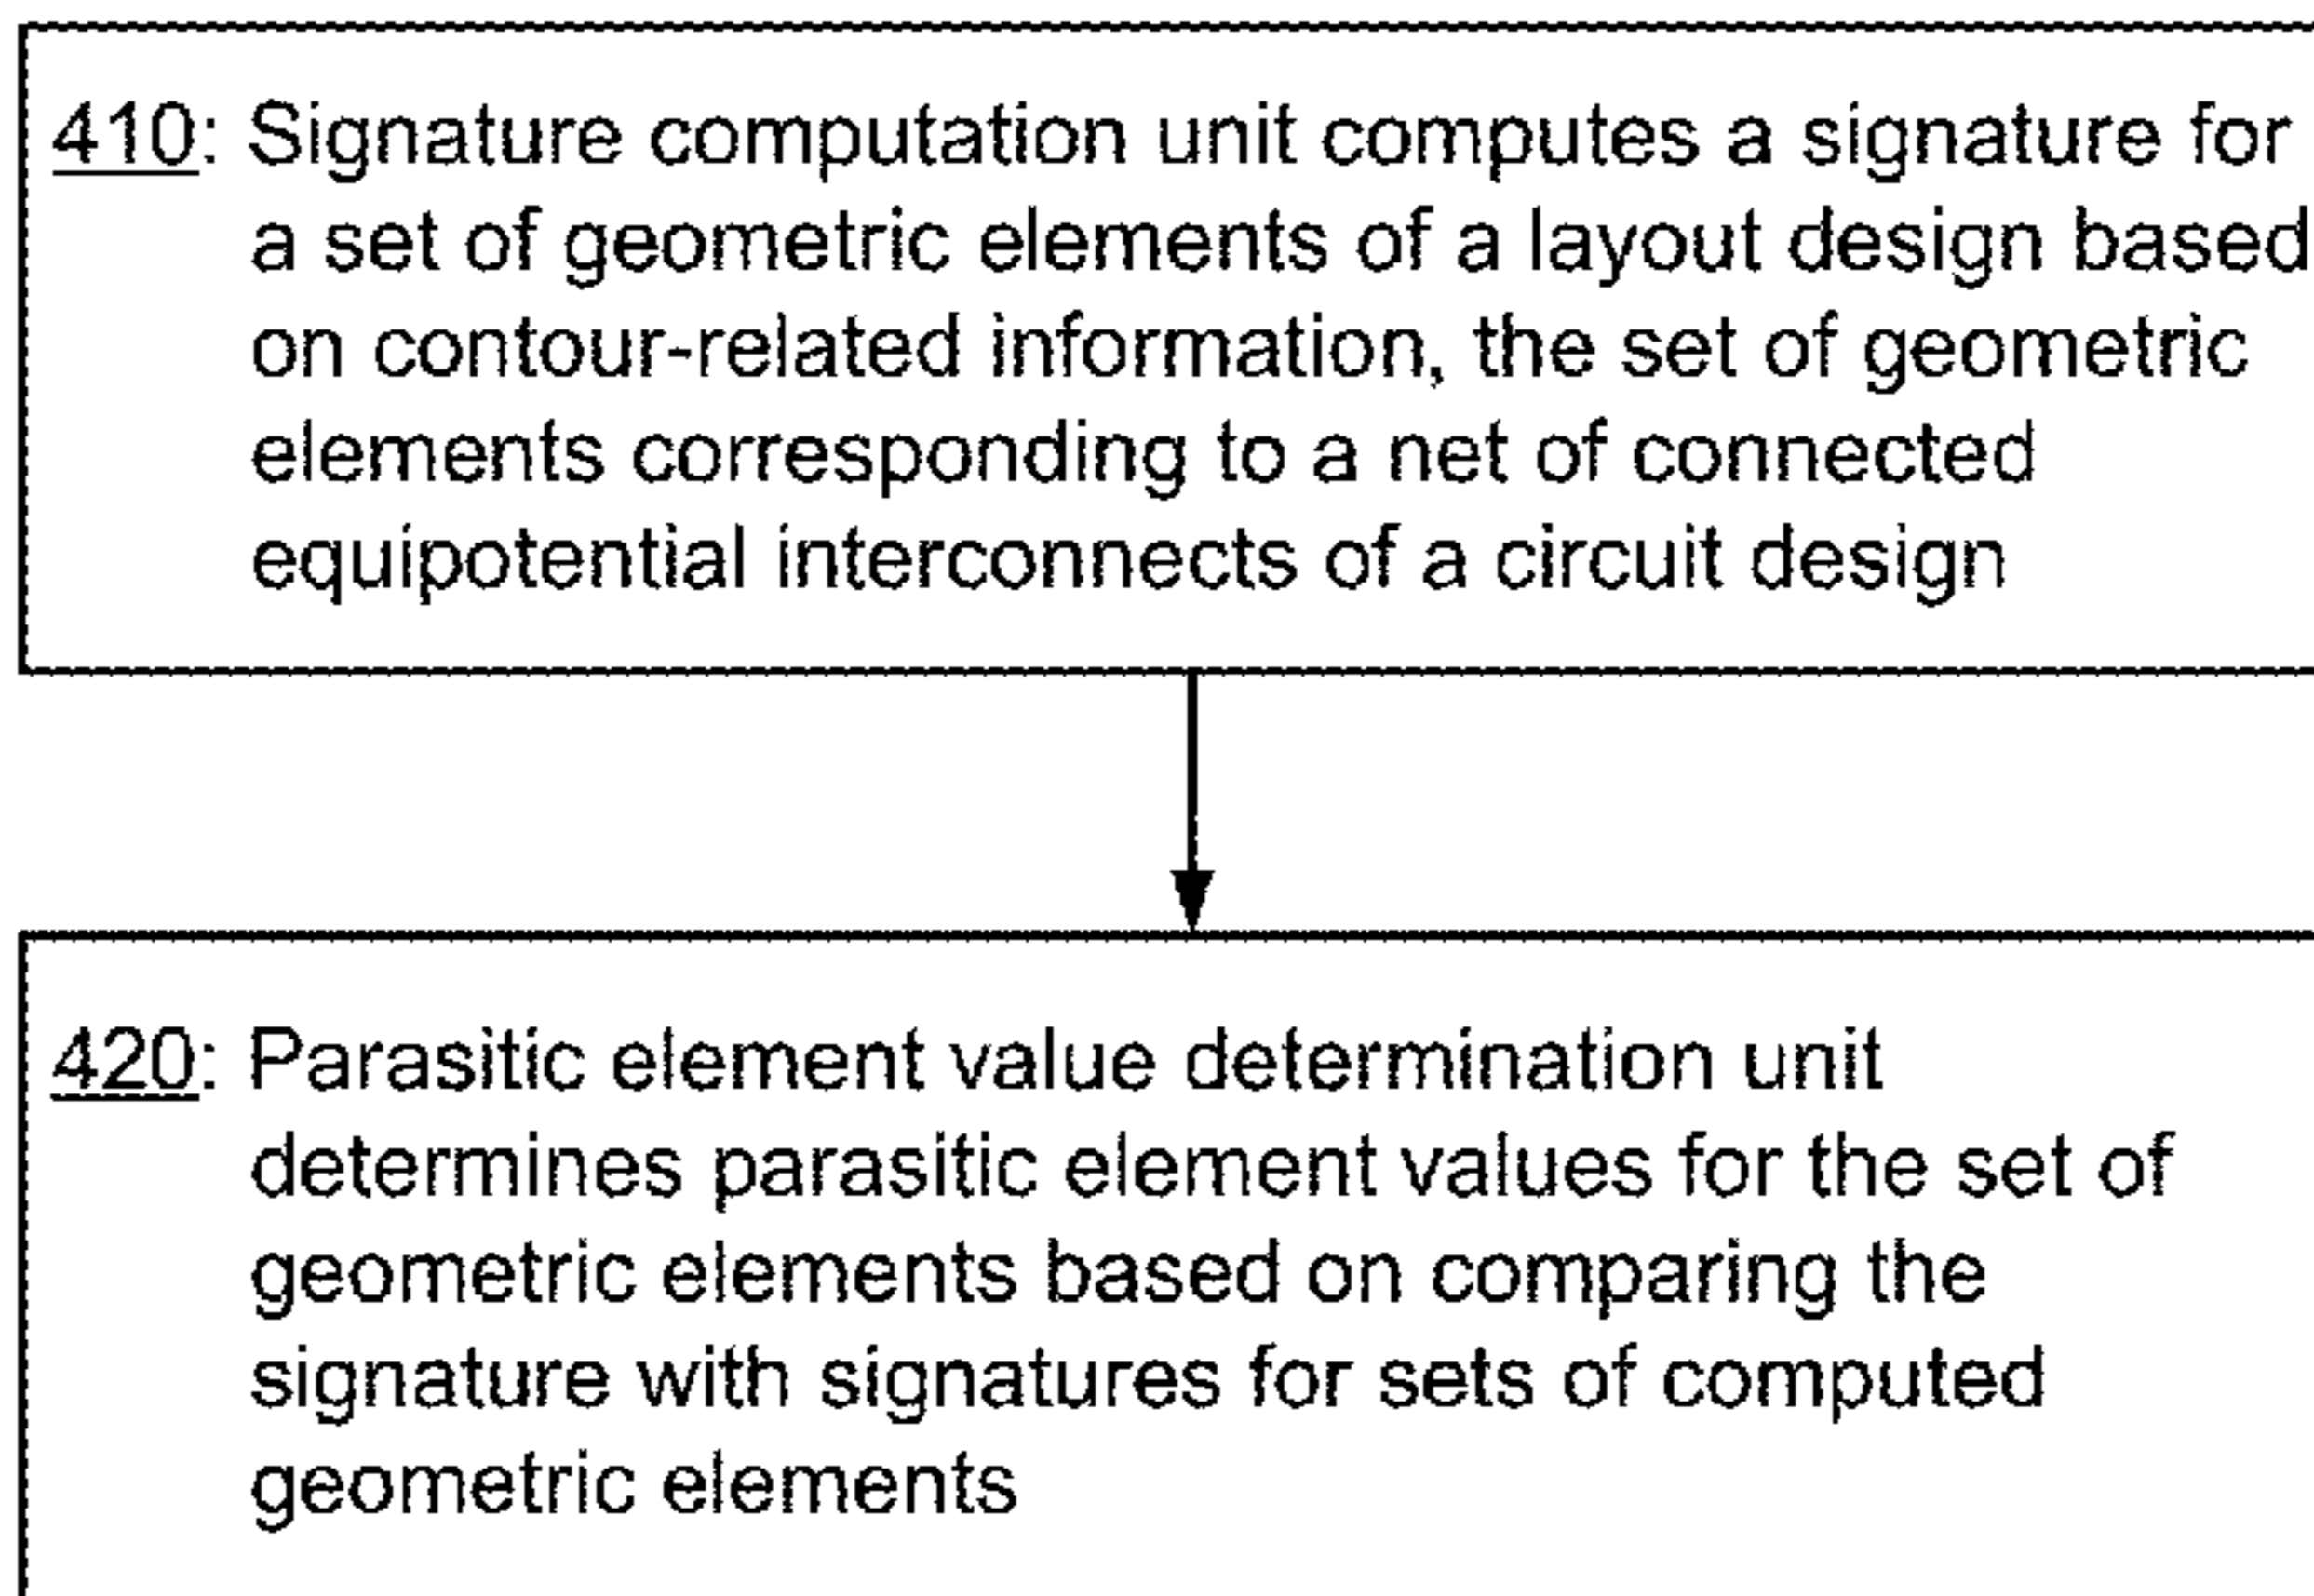 410: Signature computation unit computes a signature for
a set of geometric elements of a layout design based
on contour-related information, the set of geometric
elements corresponding to a net of connected
equipotential interconnects of a circuit design
420: Parasitic element value determination unit
determines parasitic element values for the set of
geometric elements based on comparing the
signature with signatures for sets of computed
geometric elements